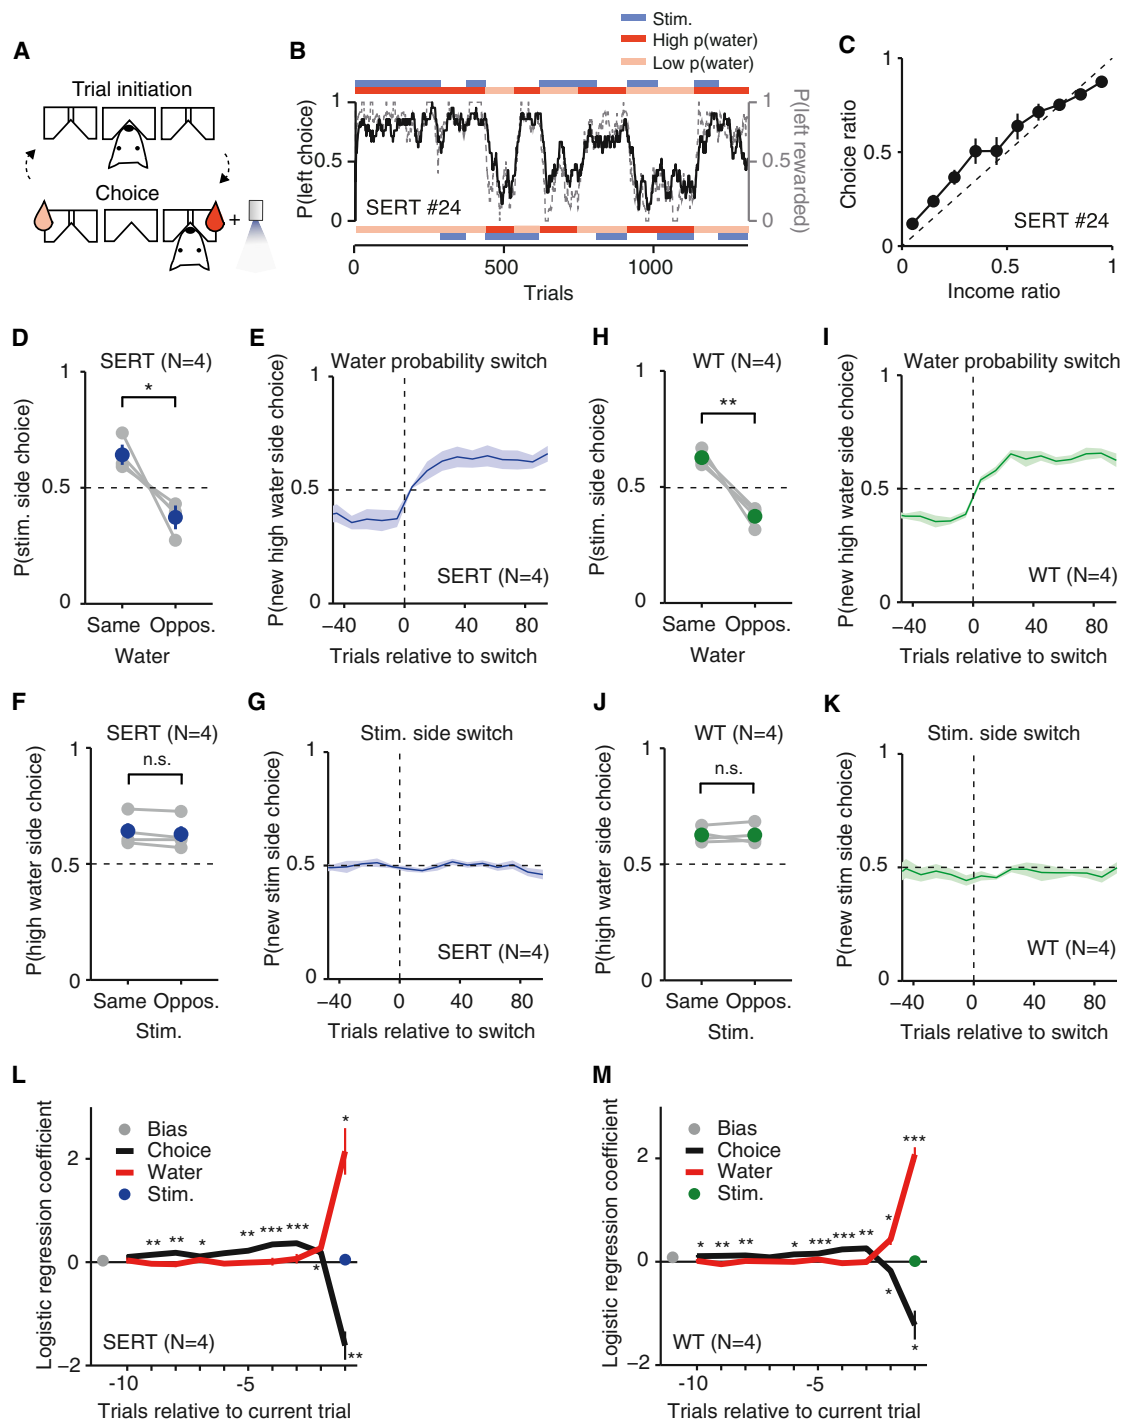 A
Trial initiation
Choice
+
B
Stim.
High p(water)
Low p(water)
P(left choice)
1
0.5
0
P(left rewarded)
1
0.5
0
SERT #24
0
500
1000
Trials
C
Choice ratio
1
0.5
0
SERT #24
0
0.5
1
Income ratio
D
SERT (N=4)
P(stim. side choice)
1
0.5
0
*
Same Oppos.
Water
E
Water probability switch
P(new high water side choice)
1
0.5
0
SERT (N=4)
−40
0
40
80
Trials relative to switch
H
WT (N=4)
P(stim. side choice)
1
0.5
0
**
Same Oppos.
Water
I
Water probability switch
P(new high water side choice)
1
0.5
0
WT (N=4)
−40
0
40
80
Trials relative to switch
F
SERT (N=4)
P(high water side choice)
1
0.5
0
n.s.
Same Oppos.
Stim.
G
Stim. side switch
P(new stim side choice)
1
0.5
0
SERT (N=4)
−40
0
40
80
Trials relative to switch
J
WT (N=4)
P(high water side choice)
1
0.5
0
n.s.
Same Oppos.
Stim.
K
Stim. side switch
P(new stim side choice)
1
0.5
0
WT (N=4)
−40
0
40
80
Trials relative to switch
L
Logistic regression coefficient
2
0
−2
Bias
Choice
Water
Stim.
** ** * ** *** *** * * **
SERT (N=4)
-10
-5
Trials relative to current trial
M
Logistic regression coefficient
2
0
−2
Bias
Choice
Water
Stim.
* ** ** * *** *** ** * * *** *
WT (N=4)
-10
-5
Trials relative to current trial